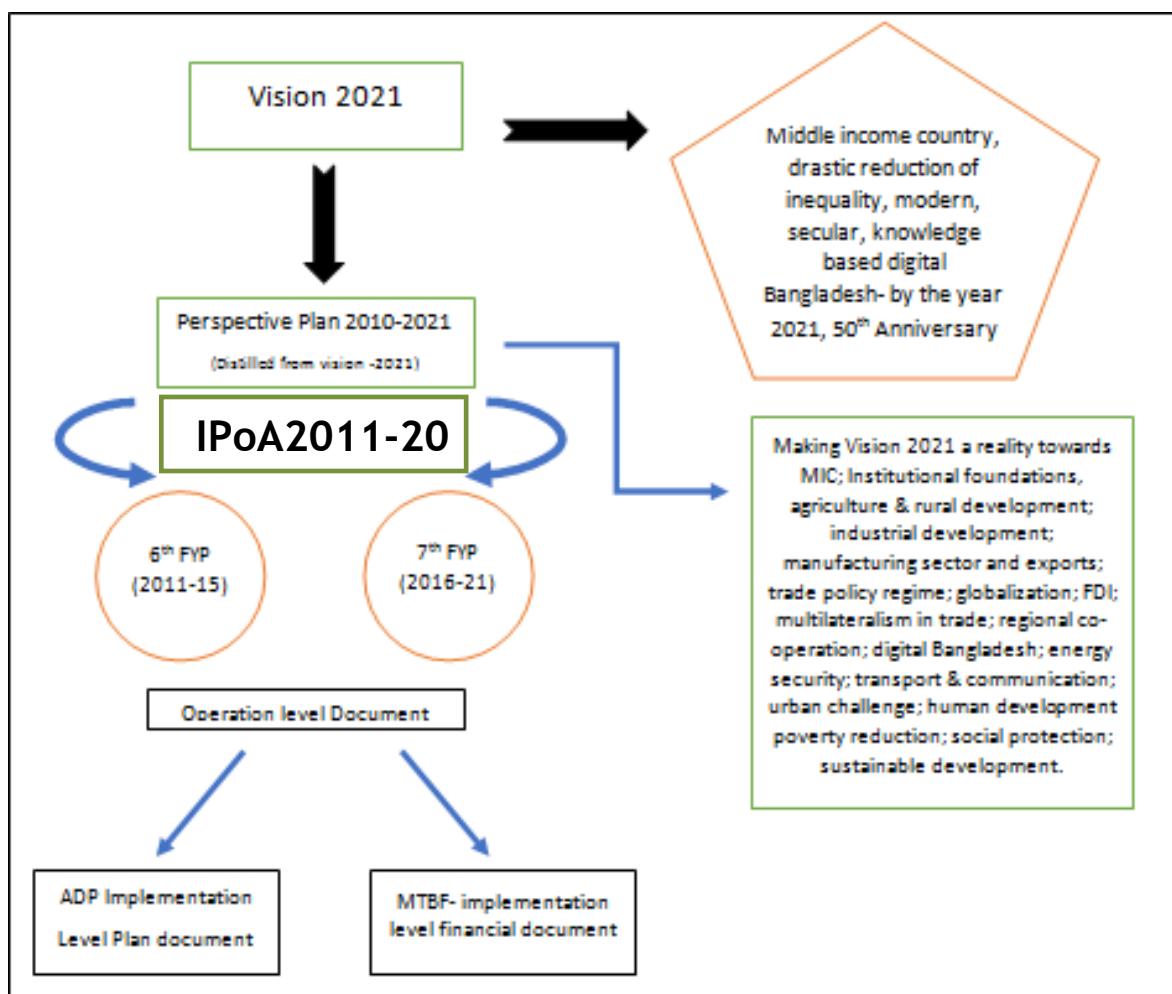 Vision 2021
Middle income country,
drastic reduction of
inequality, modern,
secular, knowledge
based digital
Bangladesh- by the year
2021, 50th Anniversary
Perspective Plan 2010-2021
(Distilled from vision -2021)
IPoA2011-20
6th FYP
(2011-15)
7th FYP
(2016-21)
Making Vision 2021 a reality towards
MIC; Institutional foundations,
agriculture & rural development;
industrial development;
manufacturing sector and exports;
trade policy regime; globalization; FDI;
multilateralism in trade; regional co-
operation; digital Bangladesh; energy
security; transport & communication;
urban challenge; human development
poverty reduction; social protection;
sustainable development.
Operation level Document
ADP Implementation
Level Plan document
MTBF- implementation
level financial document